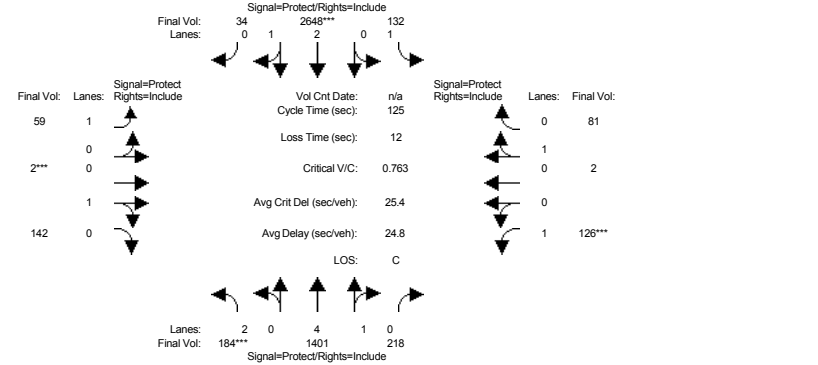 Signal=Protect/Rights=Include
Final Vol: 34 2648*** 132
Lanes: 0 1 2 0 1
Signal=Protect Signal=Protect
Final Vol: Lanes: Rights=Include Vol Cnt Date: n/a Rights=Include Lanes: Final Vol:
Cycle Time (sec): 125
59 1 0 81
Loss Time (sec): 12
0 1
2*** 0 Critical V/C: 0.763 0 2
1 Avg Crit Del (sec/veh): 25.4 0
142 0 Avg Delay (sec/veh): 24.8 1 126***
LOS: C
Lanes: 2 0 4 1 0
Final Vol: 184*** 1401 218
Signal=Protect/Rights=Include